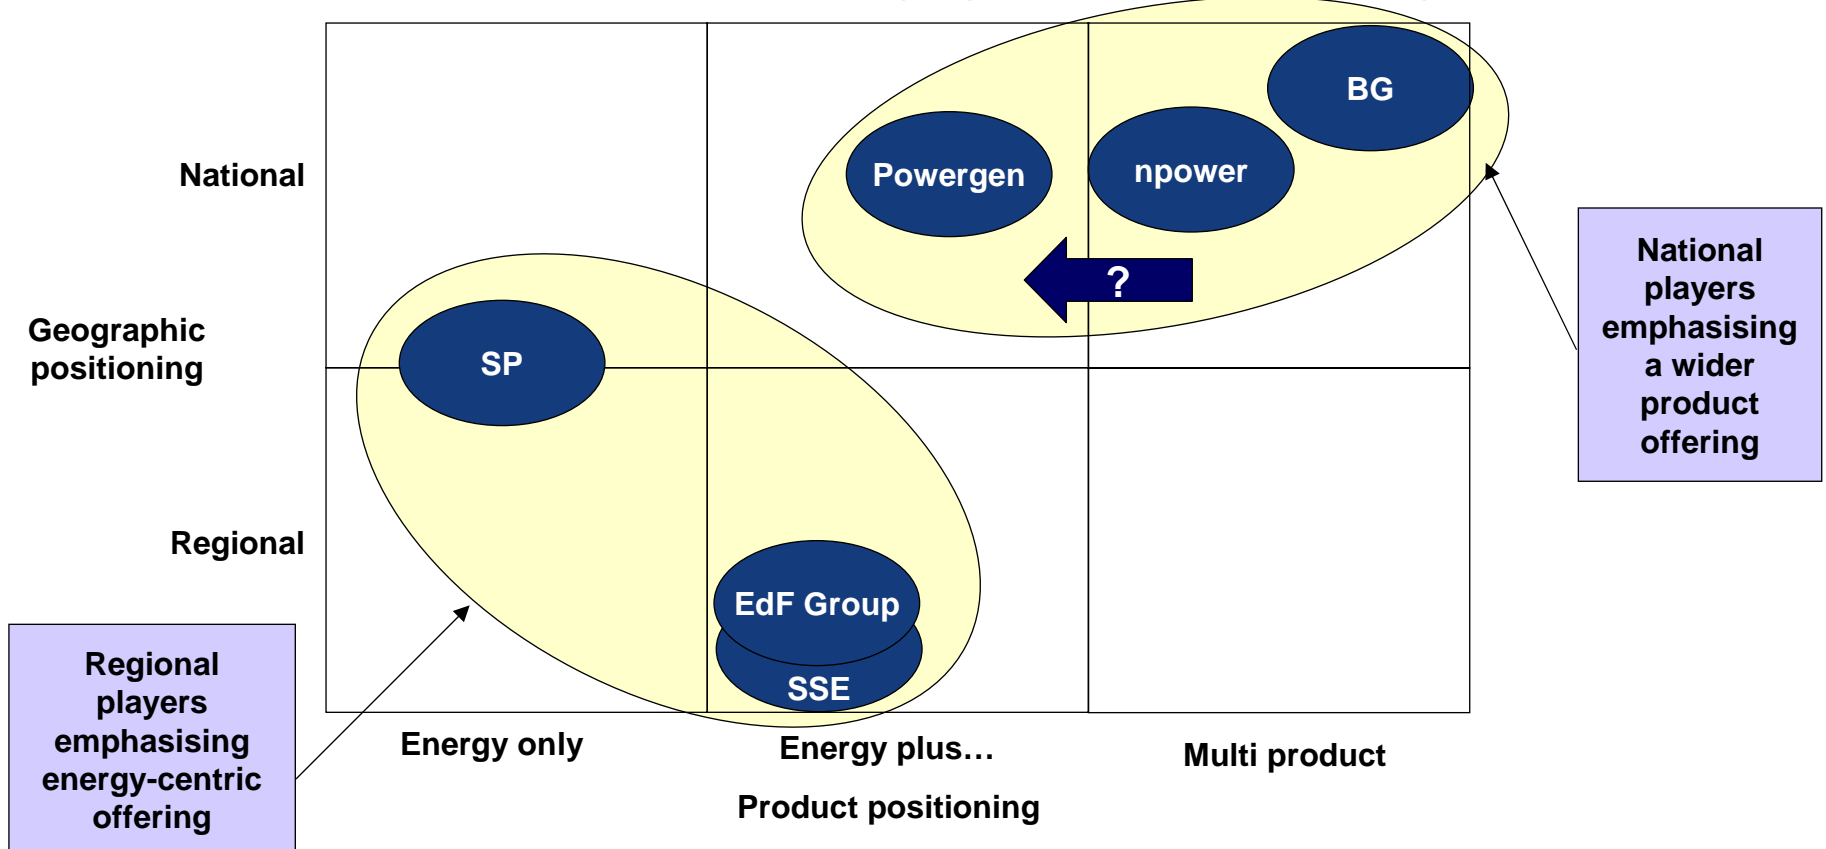 BG
Powergen
npower
National
?
National
players
emphasising
a wider
product
offering
Geographic
positioning
SP
Regional
EdF Group
SSE
Regional
players
emphasising
energy-centric
offering
Energy only
Energy plus…
Multi product
Product positioning